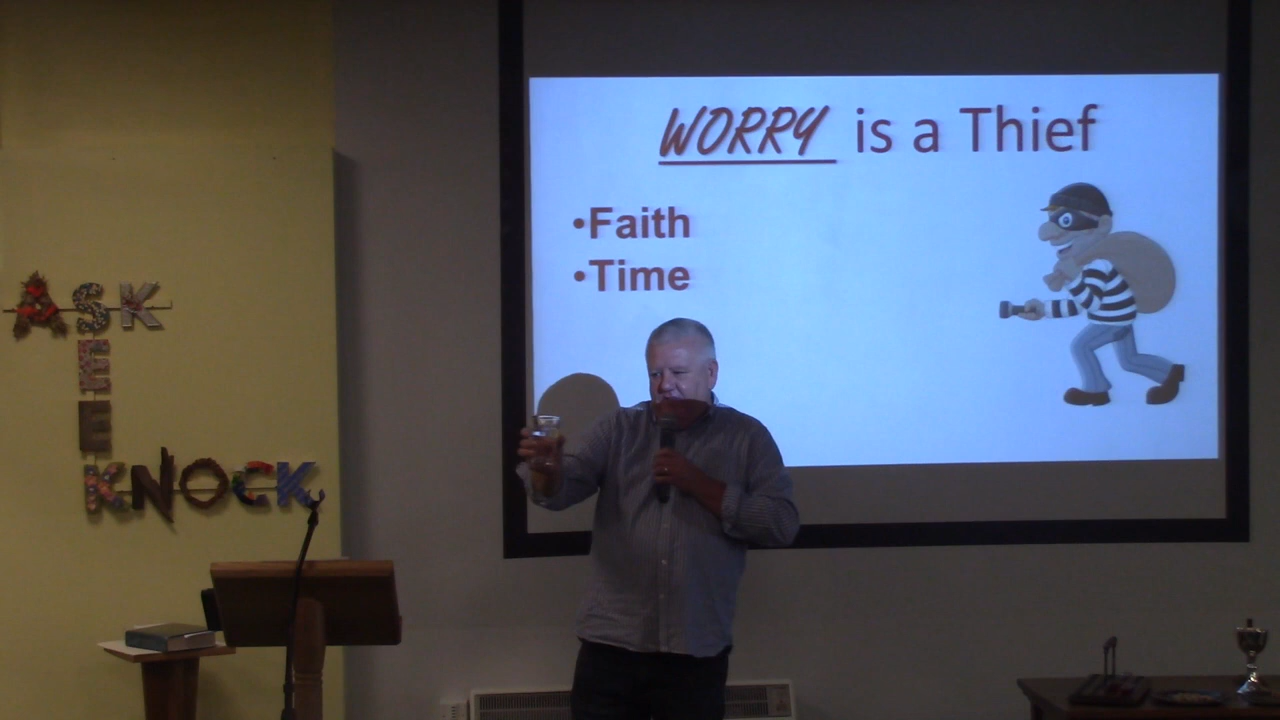 WORRY is a Thief
•Faith
•Time
ASK
SEEK
KNOCK